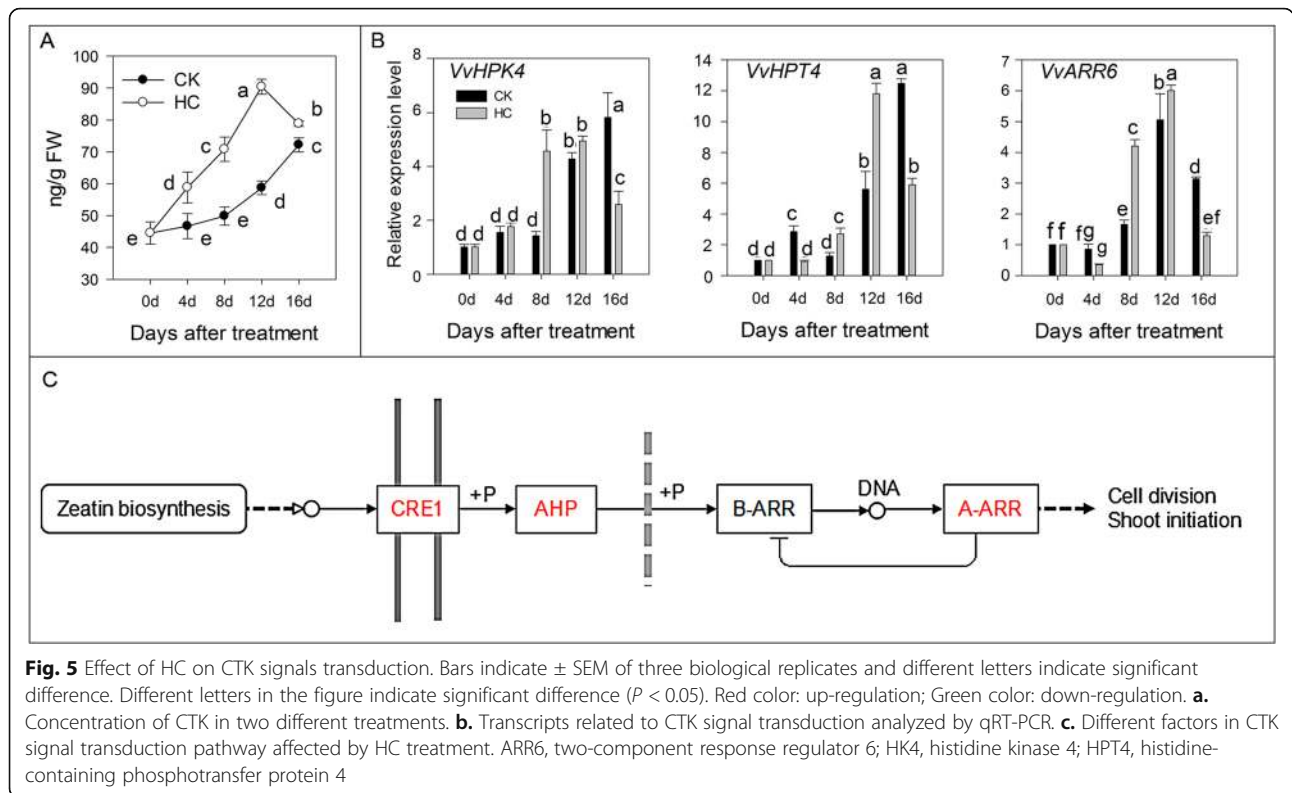 A
100
90
80
70
60
50
40
30
ng/g FW
CK
HC
a
b
c
c
d
d
e
e
e
0d 4d 8d 12d 16d
Days after treatment
B
Relative expression level
8
6
4
2
0
VvHPK4
CK
HC
d d d d d b b b a c
0d 4d 8d 12d 16d
Days after treatment
14
12
10
8
6
4
2
0
VvHPT4
d d c d d c b a a b
0d 4d 8d 12d 16d
Days after treatment
7
6
5
4
3
2
1
0
VvARR6
f f fg g e c b a d ef
0d 4d 8d 12d 16d
Days after treatment
C
Zeatin biosynthesis
CRE1
+P
AHP
+P
B-ARR
DNA
A-ARR
Cell division
Shoot initiation
Fig. 5 Effect of HC on CTK signals transduction. Bars indicate ± SEM of three biological replicates and different letters indicate significant
difference. Different letters in the figure indicate significant difference (P < 0.05). Red color: up-regulation; Green color: down-regulation. a.
Concentration of CTK in two different treatments. b. Transcripts related to CTK signal transduction analyzed by qRT-PCR. c. Different factors in CTK
signal transduction pathway affected by HC treatment. ARR6, two-component response regulator 6; HK4, histidine kinase 4; HPT4, histidine-
containing phosphotransfer protein 4